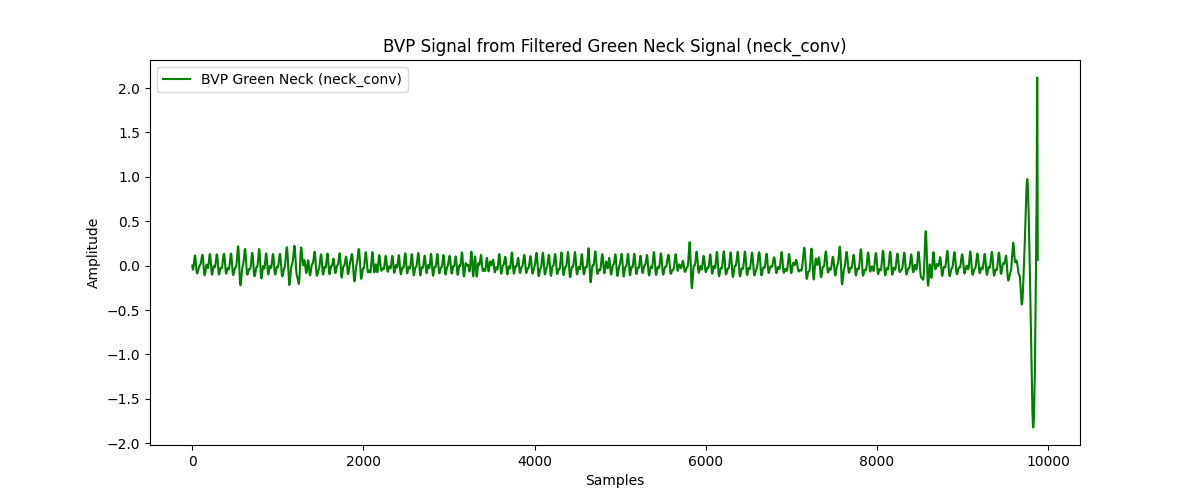 BVP Signal from Filtered Green Neck Signal (neck_conv)
BVP Green Neck (neck_conv)
2.0
1.5
1.0
0.5
0.0
−0.5
−1.0
−1.5
−2.0
Amplitude
0 2000 4000 6000 8000 10000
Samples